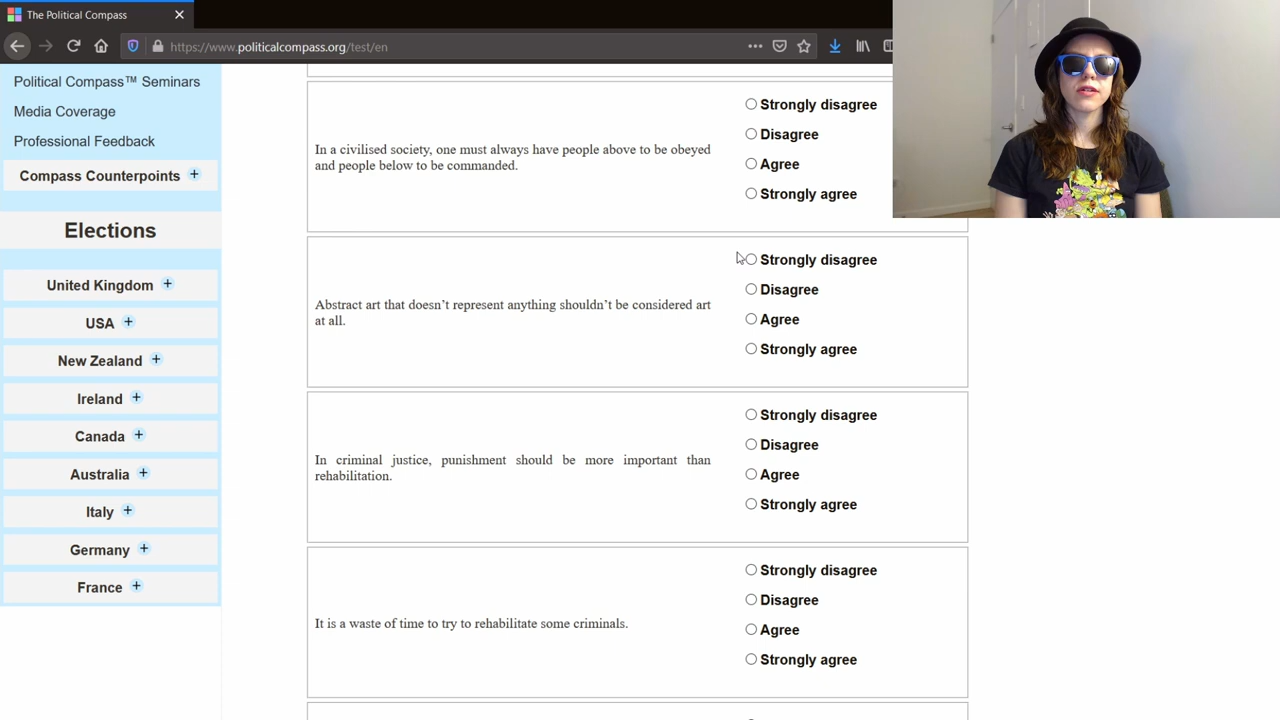 The Political Compass
https://www.politicalcompass.org/test/en
Political Compass™ Seminars
Media Coverage
Professional Feedback
Compass Counterpoints +
Elections
United Kingdom +
USA +
New Zealand +
Ireland +
Canada +
Australia +
Italy +
Germany +
France +
In a civilised society, one must always have people above to be obeyed
and people below to be commanded.
Strongly disagree
Disagree
Agree
Strongly agree
Abstract art that doesn’t represent anything shouldn’t be considered art
at all.
Strongly disagree
Disagree
Agree
Strongly agree
In criminal justice, punishment should be more important than
rehabilitation.
Strongly disagree
Disagree
Agree
Strongly agree
It is a waste of time to try to rehabilitate some criminals.
Strongly disagree
Disagree
Agree
Strongly agree